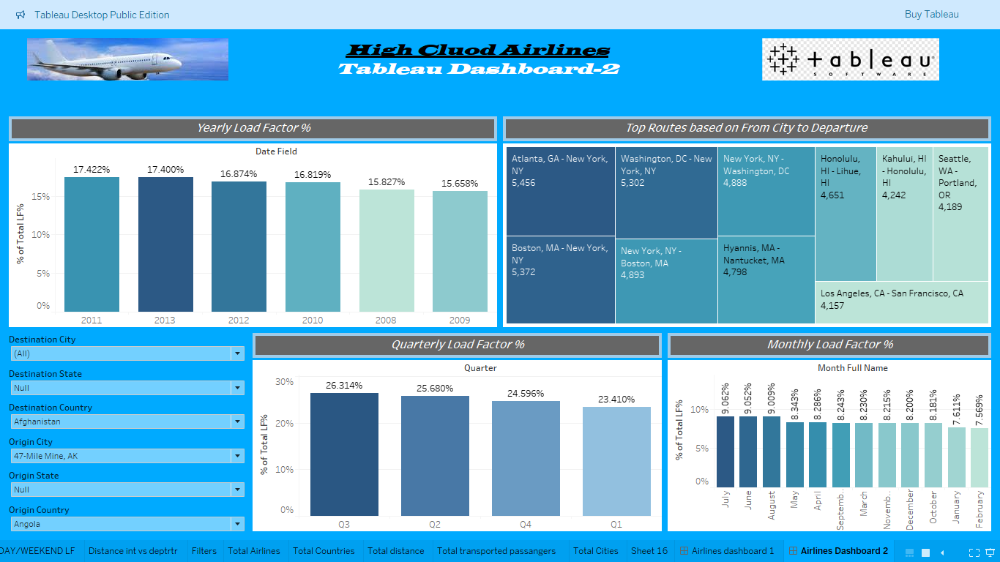 Tableau Desktop Public Edition
Buy Tableau
High Cluod Airlines
Tableau Dashboard-2
+ a b | e a u
S O F T W A R E
Yearly Load Factor %
Date Field
17.422%
17.400%
16.874%
16.819%
15.827%
15.658%
% of Total LF%
15%
10%
5%
0%
2011
2013
2012
2010
2008
2009
Top Routes based on From City to Departure
Atlanta, GA - New York,
NY
5,456
Washington, DC - New
York, NY
5,302
New York, NY -
Washington, DC
4,888
Honolulu,
HI - Lihue,
HI
4,651
Kahului, HI
- Honolulu,
HI
4,242
Seattle,
WA -
Portland,
OR
4,189
Boston, MA - New York,
NY
5,372
New York, NY -
Boston, MA
4,893
Hyannis, MA -
Nantucket, MA
4,798
Los Angeles, CA - San Francisco, CA
4,157
Destination City
(All)
Destination State
Null
Destination Country
Afghanistan
Origin City
47-Mile Mine, AK
Origin State
Null
Origin Country
Angola
Quarterly Load Factor %
Quarter
26.314%
25.680%
24.596%
23.410%
% of Total LF%
30%
20%
10%
0%
Q3
Q2
Q4
Q1
Monthly Load Factor %
Month Full Name
9.062%
9.052%
9.009%
8.343%
8.286%
8.243%
8.230%
8.215%
8.200%
8.181%
7.611%
7.569%
% of Total LF%
10%
5%
0%
July
June
August
May
April
Septemb..
March
Novemb..
December
October
January
February
DAY/WEEKEND LF
Distance int vs deptrtr
Filters
Total Airlines
Total Countries
Total distance
Total transported passangers
Total Cities
Sheet 16
Airlines dashboard 1
Airlines Dashboard 2